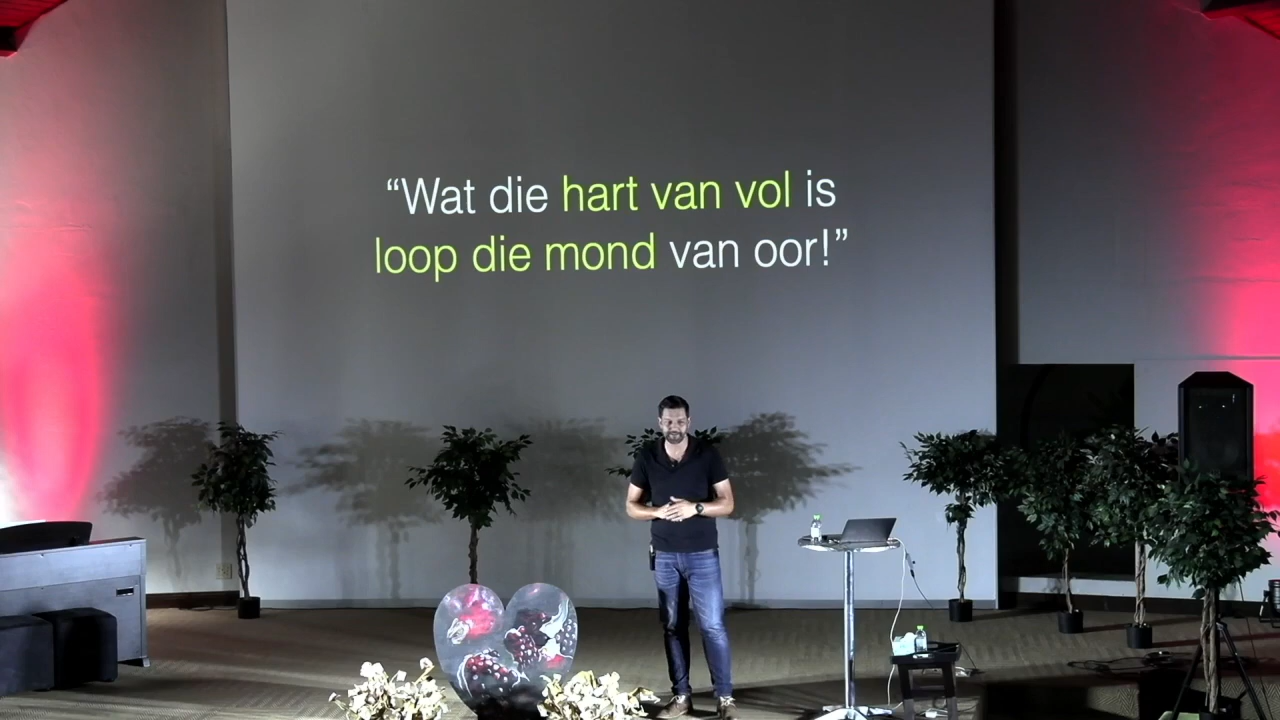 “Wat die hart van vol is
loop die mond van oor!”